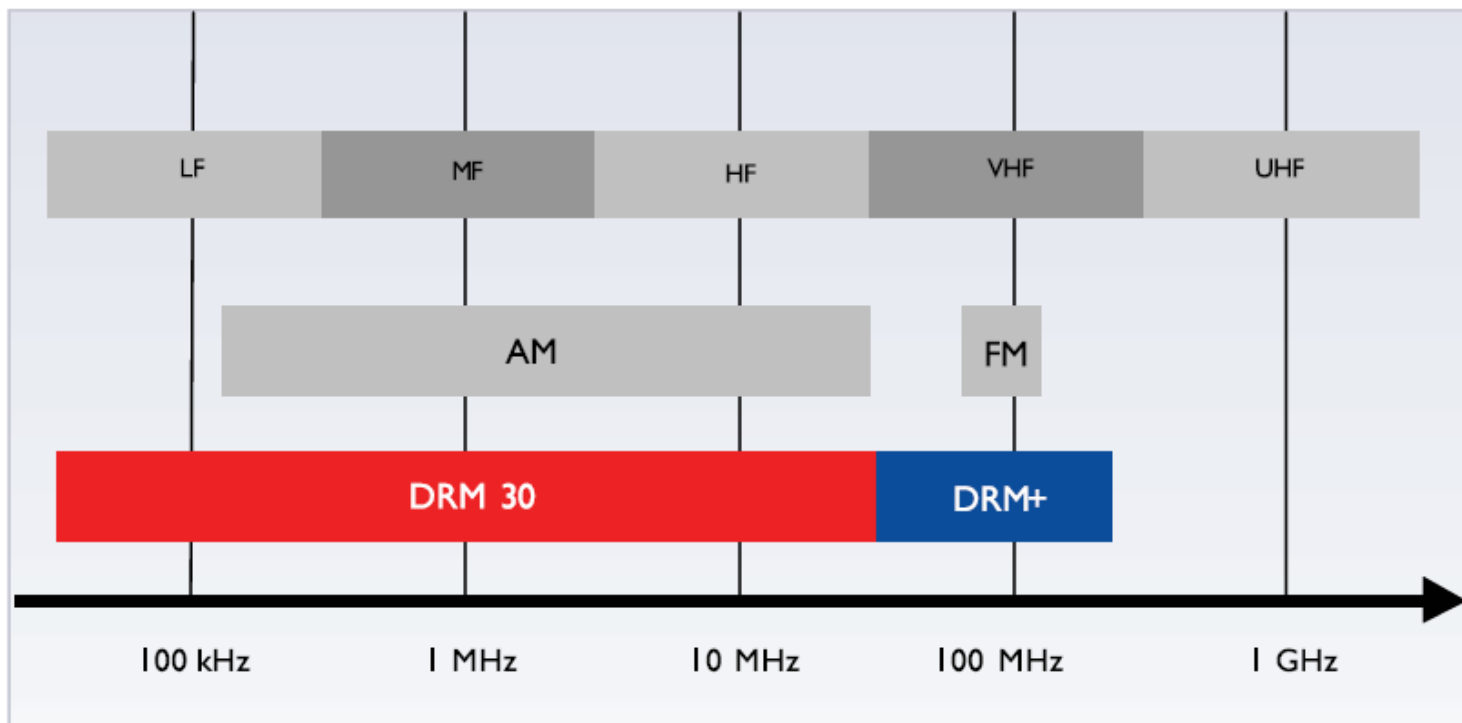 LF MF HF VHF UHF
AM FM
DRM 30 DRM+
100 kHz 1 MHz 10 MHz 100 MHz 1 GHz